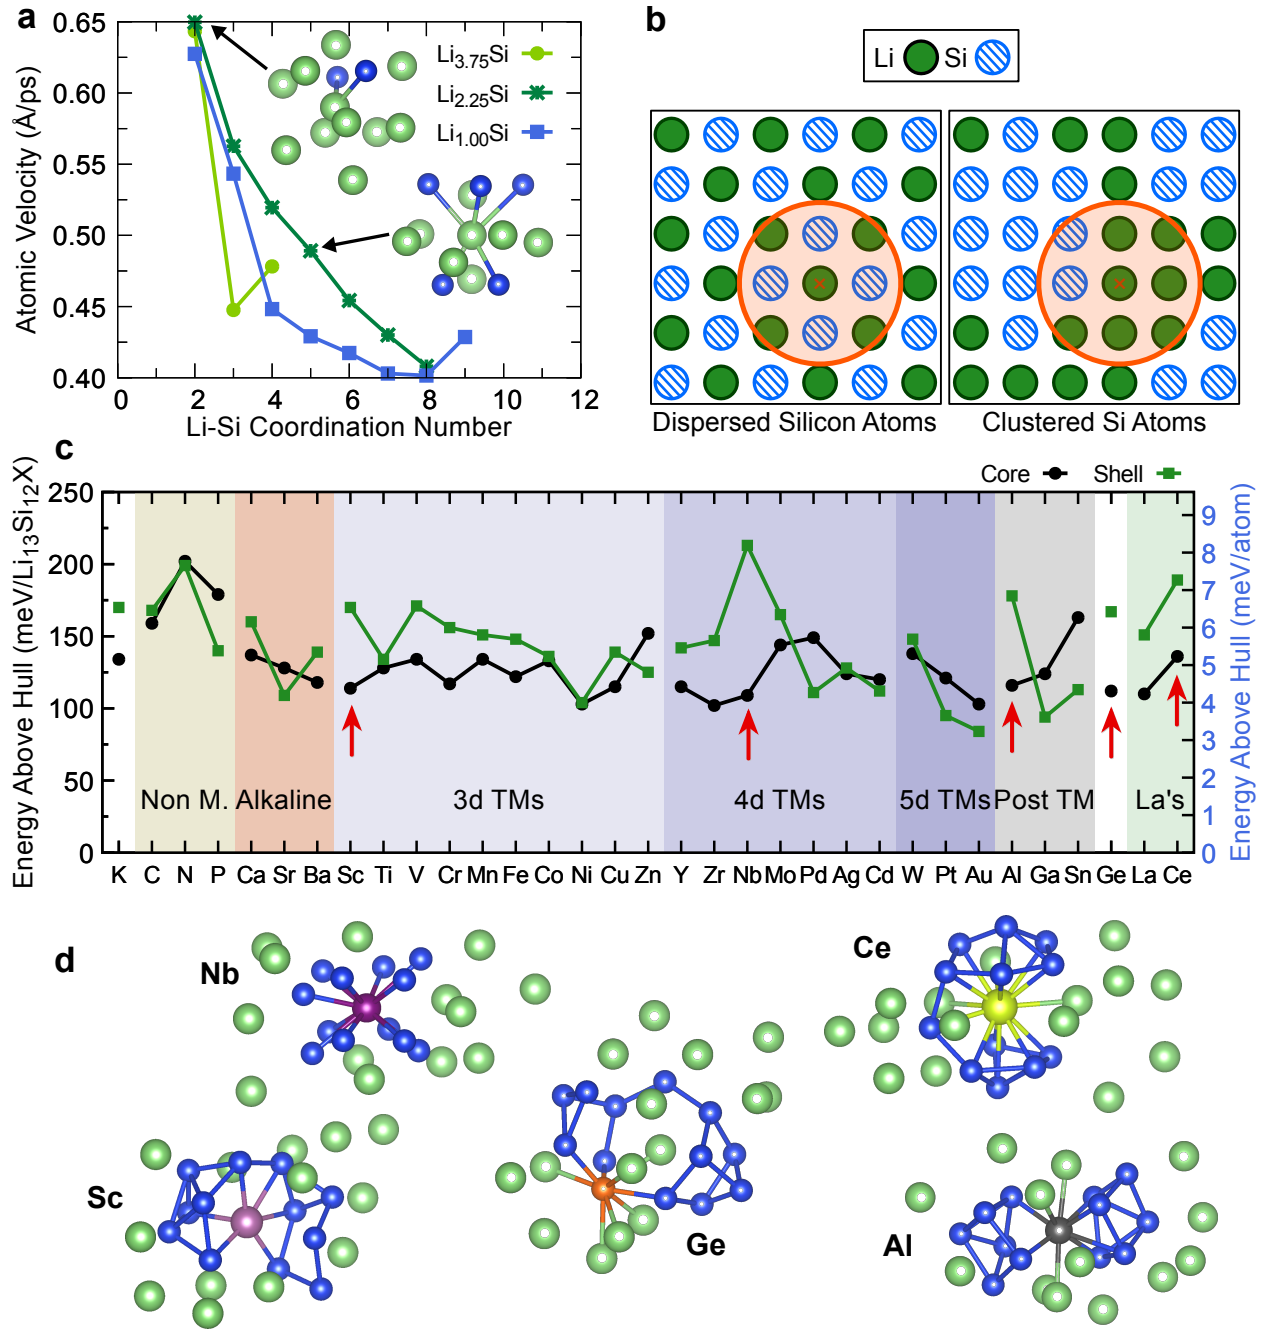 a
0.65
0.60
0.55
0.50
0.45
0.40
Atomic Velocity (Å/ps)
Li3.75Si
Li2.25Si
Li1.00Si
0 2 4 6 8 10 12
Li-Si Coordination Number
b
Li Si
Dispersed Silicon Atoms
Clustered Si Atoms
c
Core Shell
Energy Above Hull (meV/Li13Si12X)
250
200
150
100
50
0
Energy Above Hull (meV/atom)
9
8
7
6
5
4
3
2
1
0
Non M. Alkaline 3d TMs 4d TMs 5d TMs Post TM La's
K C N P Ca Sr Ba Sc Ti V Cr Mn Fe Co Ni Cu Zn Y Zr Nb Mo Pd Ag Cd W Pt Au Al Ga Sn Ge La Ce
d
Nb
Ce
Sc
Ge
Al